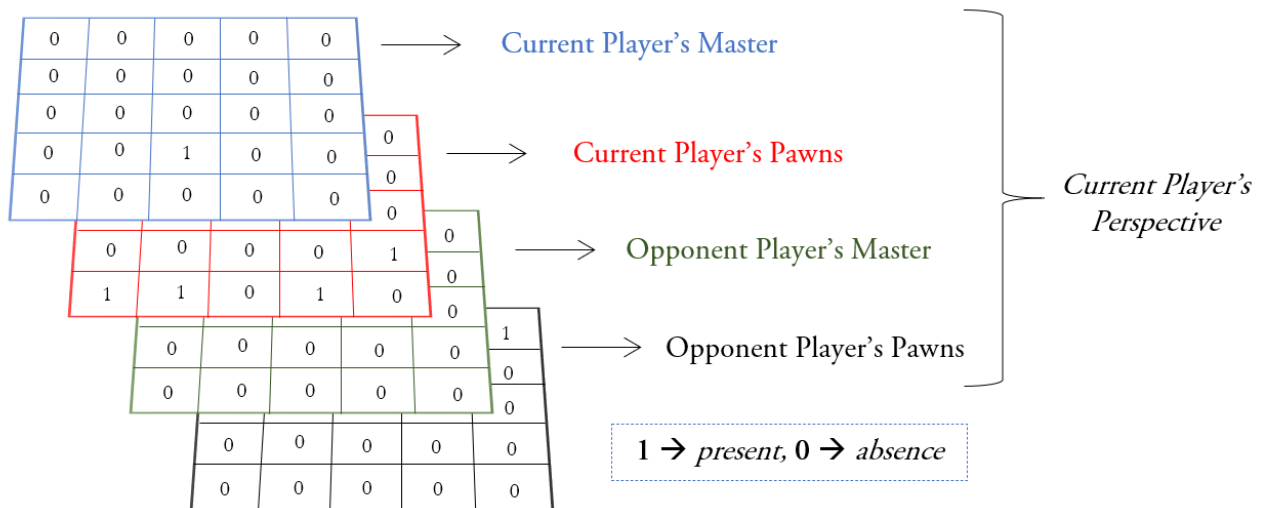 0 0 0 0 0
0 0 0 0 0
0 0 0 0 0
0 0 1 0 0
0 0 0 0 0
Current Player's Master
0
0
0
0 0 0 0 1
1 1 0 1 0
Current Player's Pawns
0
0
0
0 0 0 0 0
0 0 0 0 0
Opponent Player's Master
1
0
0
0 0 0 0 0
0 0 0 0 0
Opponent Player's Pawns
1 → present, 0 → absence
Current Player's
Perspective